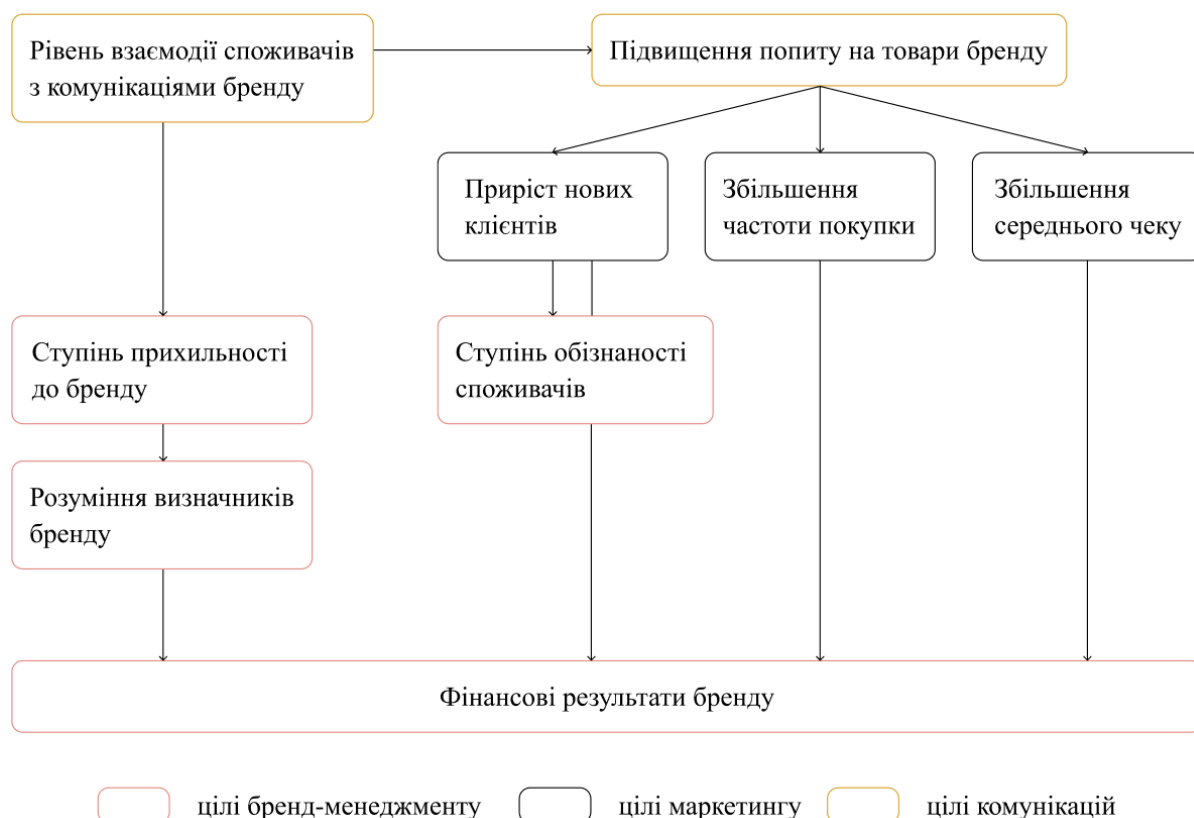 Рівень взаємодії споживачів
з комунікаціями бренду
Підвищення попиту на товари бренду
Приріст нових
клієнтів
Збільшення
частоти покупки
Збільшення
середнього чеку
Ступінь прихильності
до бренду
Ступінь обізнаності
споживачів
Розуміння визначників
бренду
Фінансові результати бренду
цілі бренд-менеджменту
цілі маркетингу
цілі комунікацій